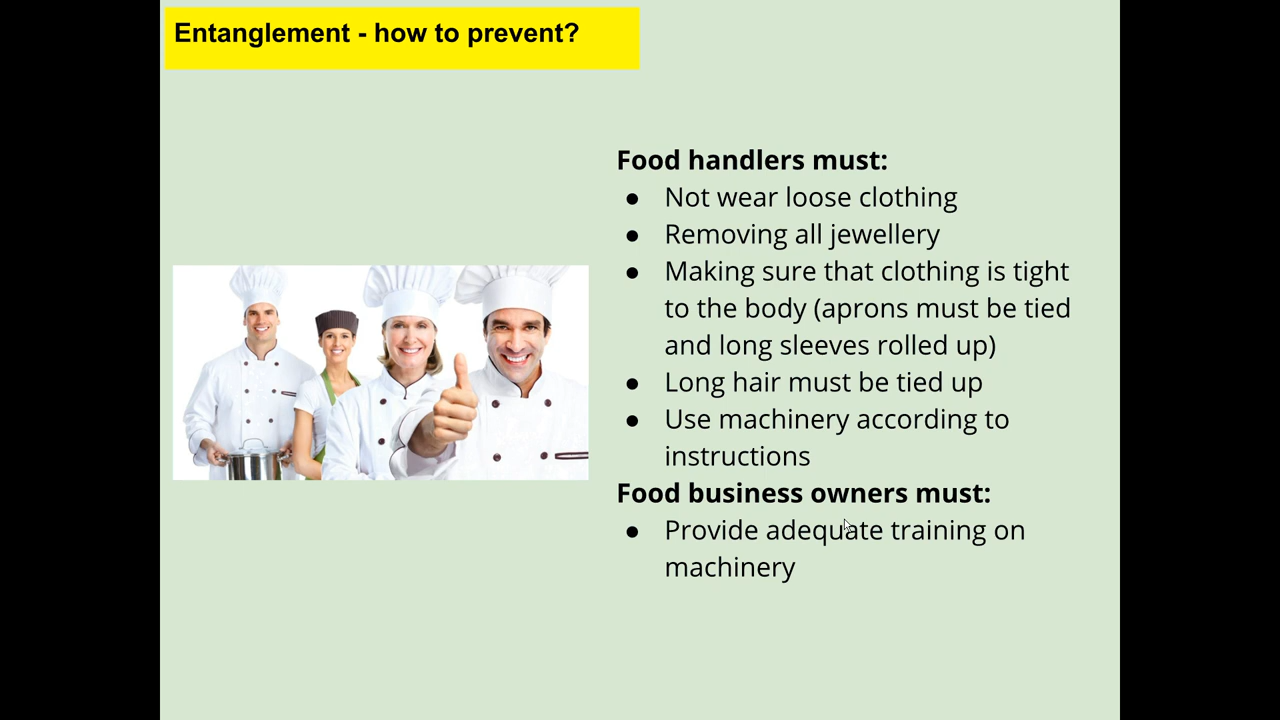 Entanglement - how to prevent?
Food handlers must:
● Not wear loose clothing
● Removing all jewellery
● Making sure that clothing is tight
to the body (aprons must be tied
and long sleeves rolled up)
● Long hair must be tied up
● Use machinery according to
instructions
Food business owners must:
● Provide adequate training on
machinery